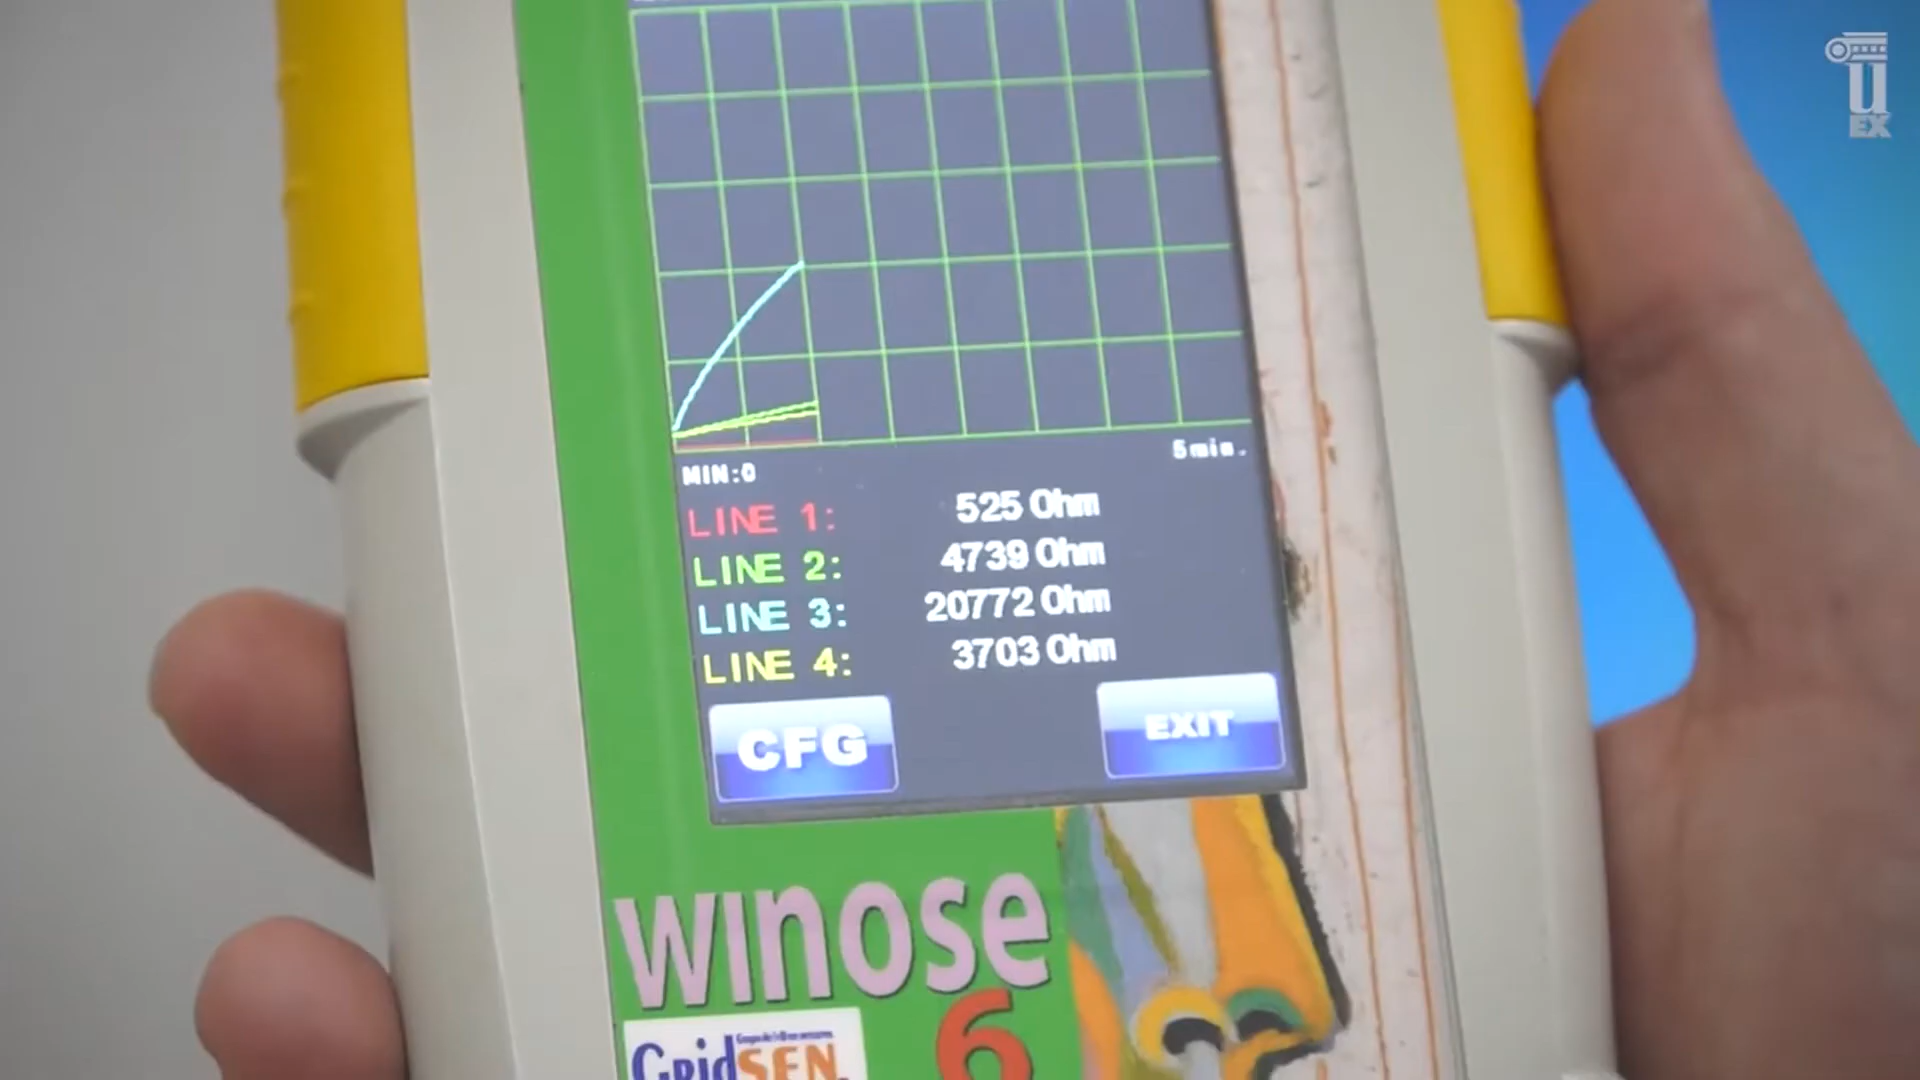 U
EX
5min.
MIN:0
LINE 1: 525 Ohm
LINE 2: 4739 Ohm
LINE 3: 20772 Ohm
LINE 4: 3703 Ohm
CFG EXIT
WINOSE
6
GridSEN